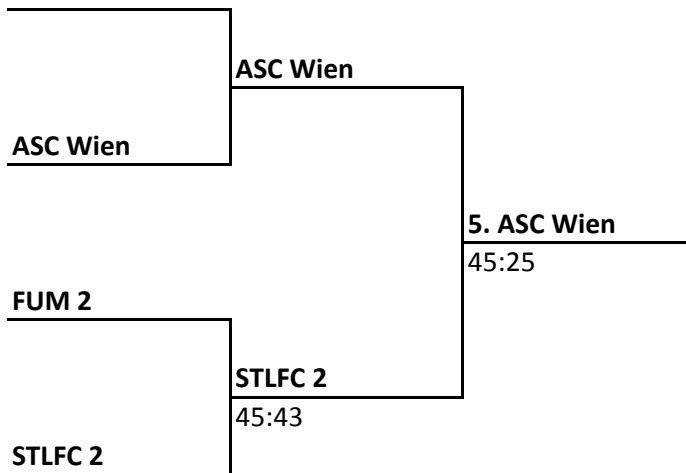 ASC Wien
ASC Wien
5. ASC Wien
45:25
FUM 2
STLFC 2
45:43
STLFC 2